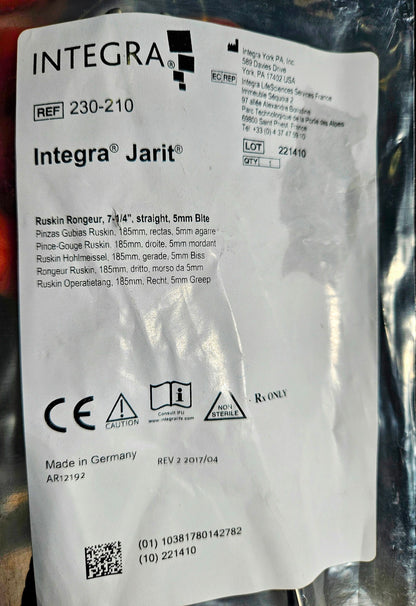 INTEGRA®
Integra York PA, Inc.
589 Davies Drive
York, PA 17402-USA
EC REP
Integra LifeSciences Services France
Immeuble Séquoia 2
97 allée Alexandre Borodine
Parc Technologique de la Porte des Alpes
69800 Saint Priest, France
Tel +33 (0) 4 37 47
REF 230-210
LOT 221410
QTY 1
Integra® Jarit®
Ruskin Rongeur, 7-1/4", straight, 5mm Bite
Pinzas Gubias Ruskin, 185mm, rectas, 5mm agarre
Pince-Gouge Ruskin, 185mm, droite, 5mm mordant
Ruskin Hohlmeissel, 185mm, gerade, 5mm Biss
Rongeur Ruskin, 185mm, dritto, morso da 5mm
Ruskin Operatietang, 185mm, Recht, 5mm Greep
CE
CAUTION
Consult IFU
www.integralife.com
NON
STERILE
Rx ONLY
Made in Germany
REV 2 2017/04
AR12192
(01) 10381780142782
(10) 221410